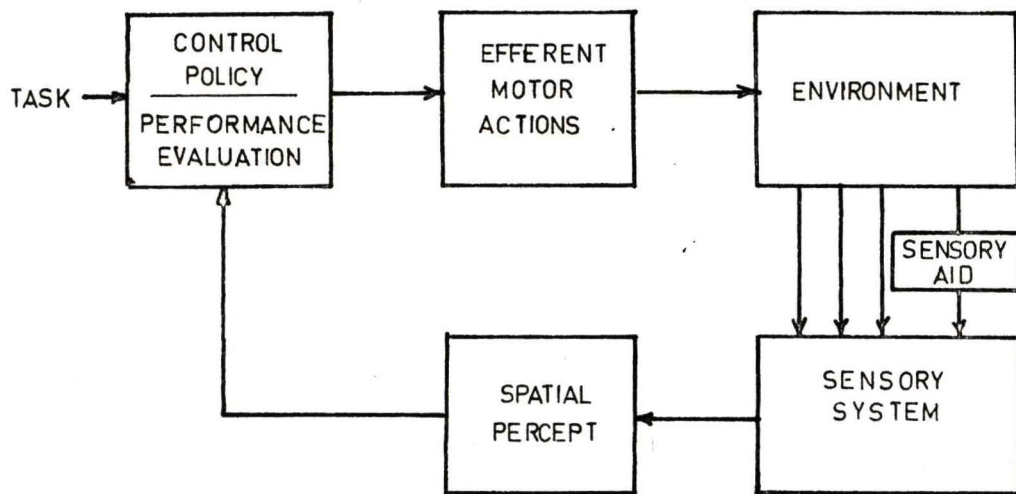 TASK
CONTROL
POLICY
PERFORMANCE
EVALUATION
EFFERENT
MOTOR
ACTIONS
ENVIRONMENT
SENSORY
AID
SENSORY
SYSTEM
SPATIAL
PERCEPT